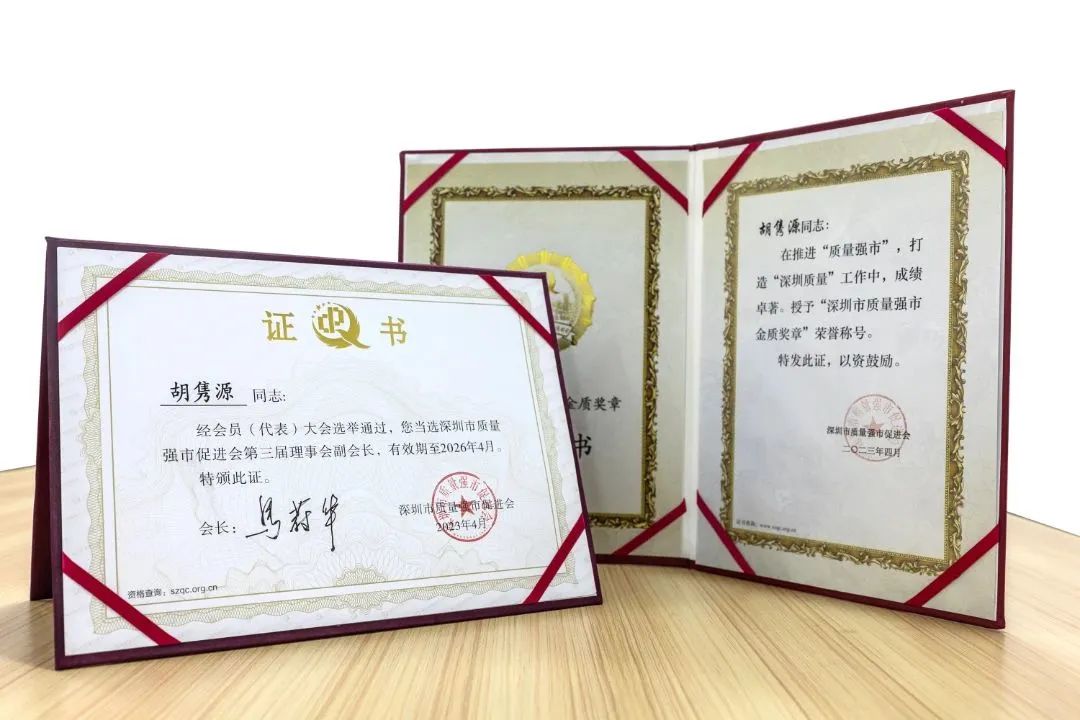 证 书
胡隽源 同志:
经会员（代表）大会选举通过，您当选深圳市质量
强市促进会第三届理事会副会长，有效期至2026年4月。
特颁此证。
会长：
深圳市质量强市促进会
2023年4月
资格查询：szqc.org.cn
金质奖章
书
胡隽源同志:
在推进“质量强市”，打
造“深圳质量”工作中，成绩
卓著。授予“深圳市质量强市
金质奖章”荣誉称号。
特发此证，以资鼓励。
深圳市质量强市促进会
二〇二三年四月
证书查询：www.szqc.org.cn